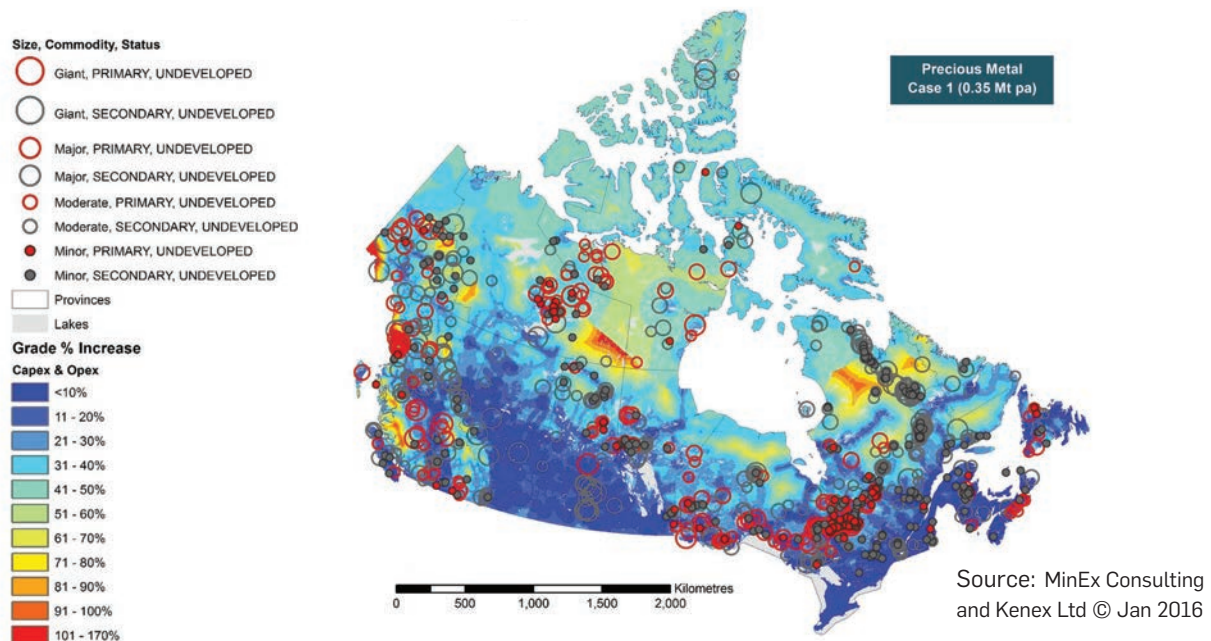 Size, Commodity, Status
Giant, PRIMARY, UNDEVELOPED
Giant, SECONDARY, UNDEVELOPED
Major, PRIMARY, UNDEVELOPED
Major, SECONDARY, UNDEVELOPED
Moderate, PRIMARY, UNDEVELOPED
Moderate, SECONDARY, UNDEVELOPED
Minor, PRIMARY, UNDEVELOPED
Minor, SECONDARY, UNDEVELOPED
Provinces
Lakes
Grade % Increase
Capex & Opex
<10%
11 - 20%
21 - 30%
31 - 40%
41 - 50%
51 - 60%
61 - 70%
71 - 80%
81 - 90%
91 - 100%
101 - 170%
Precious Metal
Case 1 (0.35 Mt pa)
Kilometres
0 500 1,000 1,500 2,000
Source: MinEx Consulting
and Kenex Ltd © Jan 2016